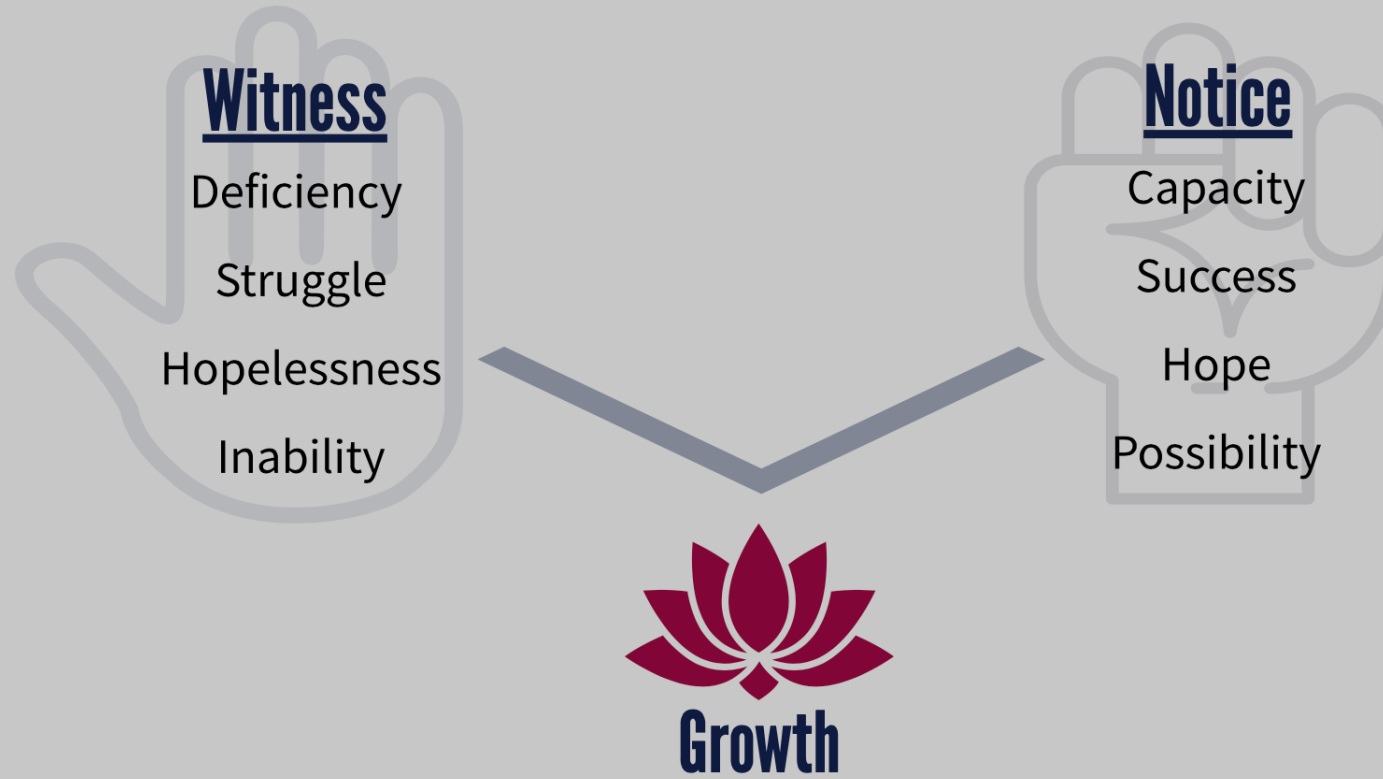 Witness
Deficiency
Struggle
Hopelessness
Inability
Notice
Capacity
Success
Hope
Possibility
Growth